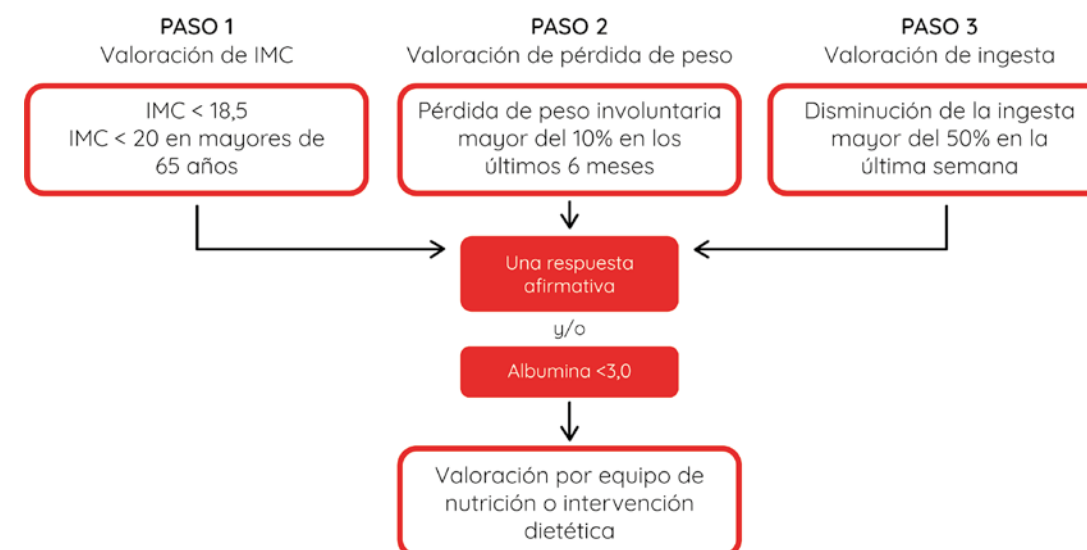 PASO 1
Valoración de IMC
IMC < 18,5
IMC < 20 en mayores de
65 años
PASO 2
Valoración de pérdida de peso
Pérdida de peso involuntaria
mayor del 10% en los
últimos 6 meses
PASO 3
Valoración de ingesta
Disminución de la ingesta
mayor del 50% en la
última semana
Una respuesta
afirmativa
y/o
Albumina <3,0
Valoración por equipo de
nutrición o intervención
dietética